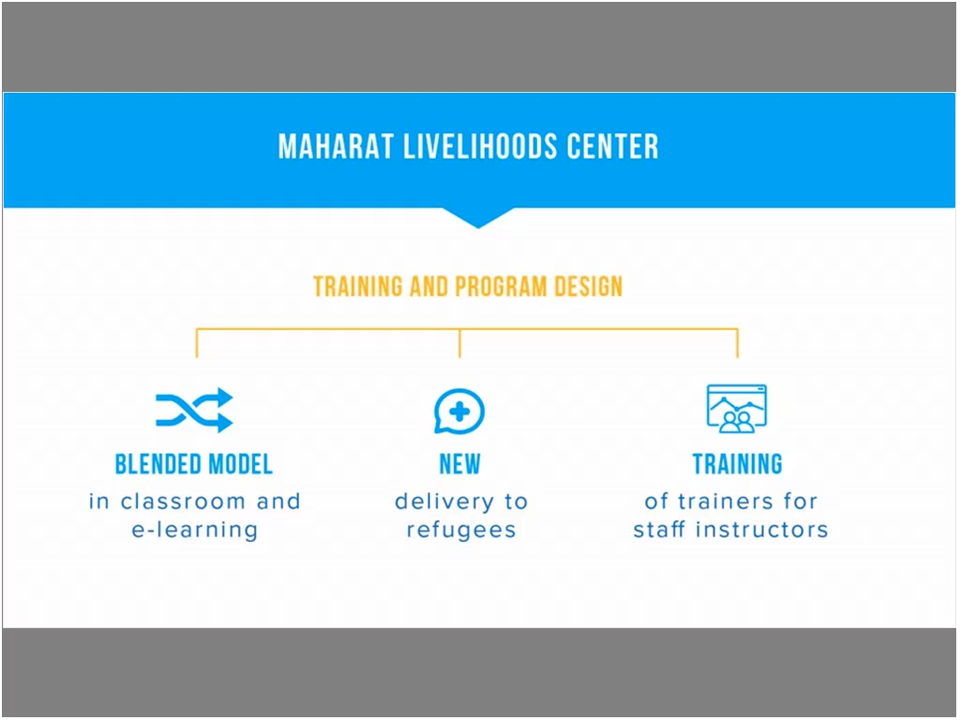 MAHARAT LIVELIHOODS CENTER
TRAINING AND PROGRAM DESIGN
BLENDED MODEL
in classroom and
e-learning
NEW
delivery to
refugees
TRAINING
of trainers for
staff instructors